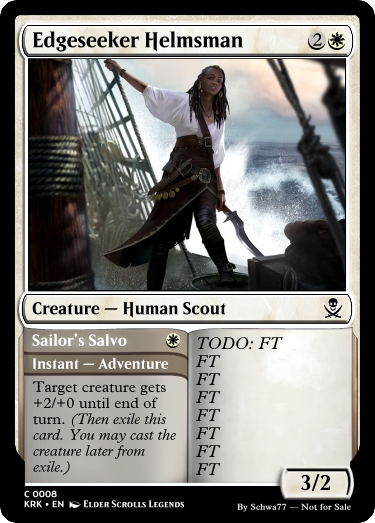 Edgeseeker Helmsman 2
Creature — Human Scout
Sailor's Salvo
Instant — Adventure
Target creature gets
+2/+0 until end of
turn. (Then exile this
card. You may cast the
creature later from
exile.)
TODO: FT
FT
FT
FT
FT
FT
FT
FT
3/2
C 0008
KRK • EN Elder Scrolls Legends
By Schwa77 — Not for Sale